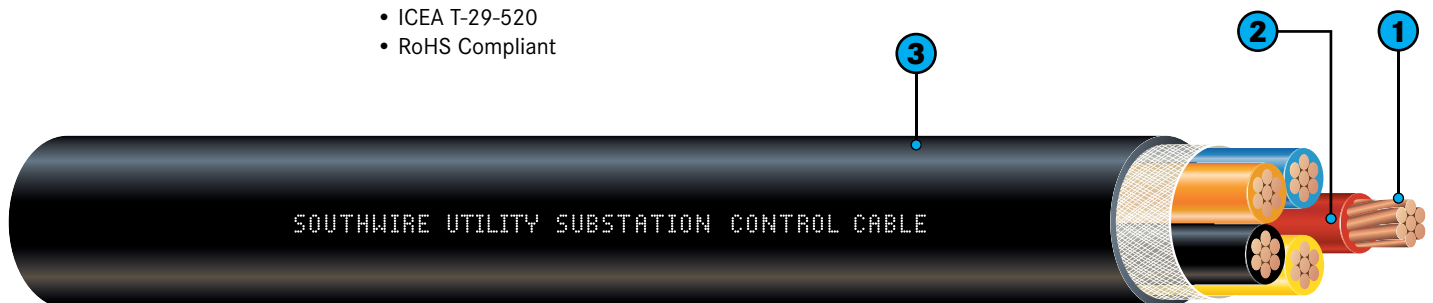 • ICEA T-29-520
• RoHS Compliant
3
2
1
SOUTHWIRE UTILITY SUBSTATION CONTROL CABLE